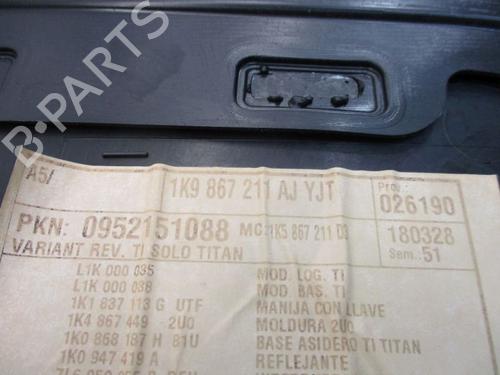 B-PARTS
A5/
1K9 867 211 AJ YJT
Prov.:
026190
PKN: 0952151088
MC: 1K5 867 211 D3
180328
VARIANT REV. TI SOLO TITAN
Sem.: 51
L1K 000 035 MOD. LOG. TI
L1K 000 038 MOD. BAS. TI
1K1 837 113 G UTF MANIJA CON LLAVE
1K4 867 449 2U0 MOLDURA 2U0
1K0 868 187 H 81U BASE ASIDERO TI TITAN
1K0 947 419 A REFLEJANTE